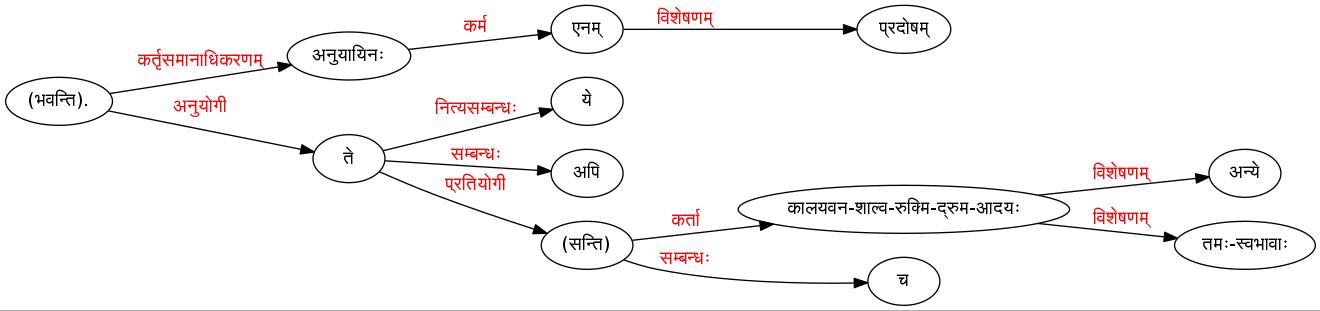 (भवन्ति).
कर्तृसमानाधिकरणम्
अनुयायिनः
कर्म
एनम्
विशेषणम्
प्रदोषम्
अनुयोगी
ते
नित्यसम्बन्धः
ये
सम्बन्धः
अपि
प्रतियोगी
(सन्ति)
कर्ता
कालयवन-शाल्व-रुक्मि-द्रुम-आदयः
विशेषणम्
अन्ये
विशेषणम्
तमः-स्वभावाः
सम्बन्धः
च